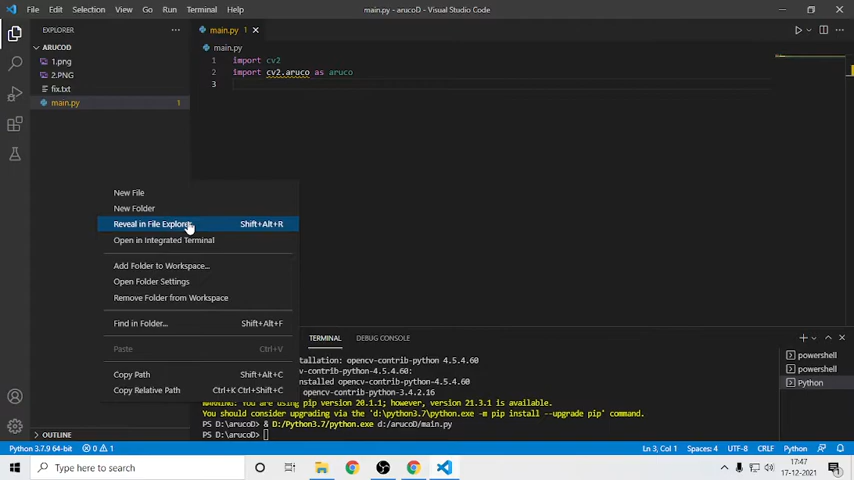 File Edit Selection View Go Run Terminal Help
main.py - arucoD - Visual Studio Code
EXPLORER
ARUCOD
1.png
2.PNG
fix.txt
main.py 1
main.py 1
main.py
1 import cv2
2 import cv2.aruco as aruco
3
New File
New Folder
Reveal in File Explorer Shift+Alt+R
Open in Integrated Terminal
Add Folder to Workspace...
Open Folder Settings
Remove Folder from Workspace
Find in Folder... Shift+Alt+F
Paste Ctrl+V
Copy Path Shift+Alt+C
Copy Relative Path Ctrl+K Ctrl+Shift+C
TERMINAL DEBUG CONSOLE
stallation: opencv-contrib-python 4.5.4.60
opencv-contrib-python-4.5.4.60:
nstalled opencv-contrib-python-4.5.4.60
opencv-contrib-python-3.4.2.16
WARNING: You are using pip version 20.1.1; however, version 21.3.1 is available.
You should consider upgrading via the 'd:\python3.7\python.exe -m pip install --upgrade pip' command.
PS D:\arucoD> & D:/Python3.7/python.exe d:/arucoD/main.py
PS D:\arucoD>
powershell
powershell
Python
OUTLINE
Python 3.7.9 64-bit 0 1
Ln 3, Col 1 Spaces: 4 UTF-8 CRLF Python
Type here to search
17:47
17-12-2021